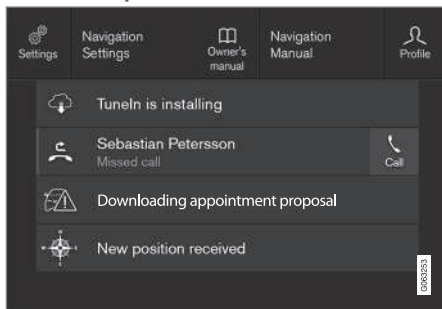 Settings
Navigation
Settings
Owner's
manual
Navigation
Manual
Profile
TuneIn is installing
Sebastian Petersson
Missed call
Call
Downloading appointment proposal
New position received
G063253